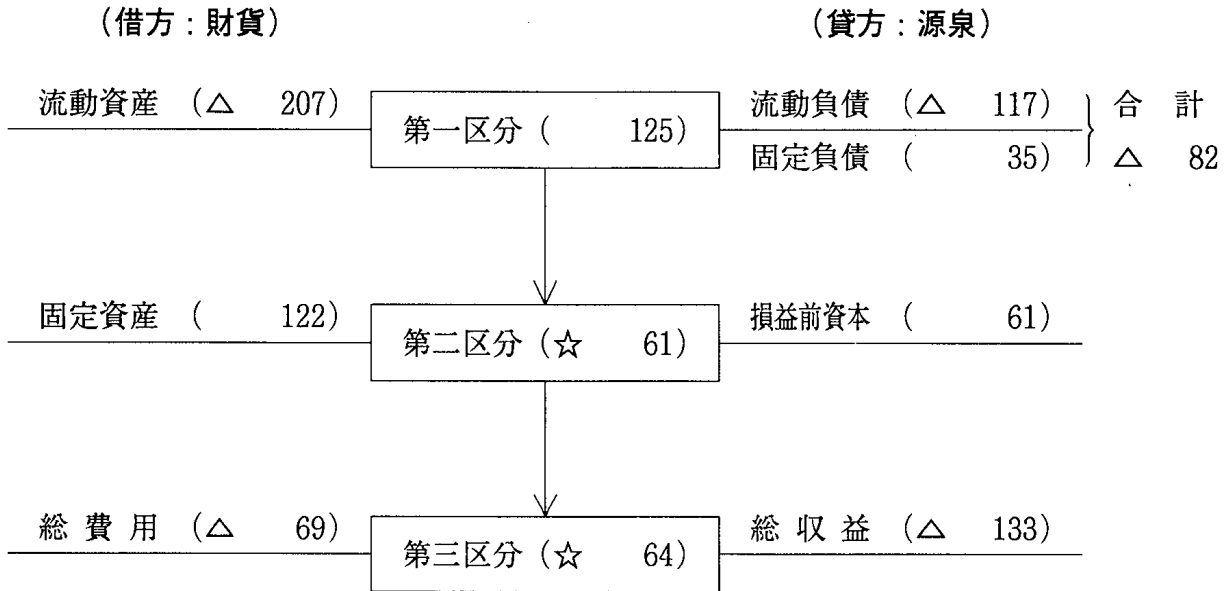 (借方:財貨) (貸方:源泉)
流動資産 (△ 207) 第一区分 ( 125) 流動負債 (△ 117) 合計
固定負債 ( 35) △ 82
固定資産 ( 122) 第二区分 (☆ 61) 損益前資本 ( 61)
総費用 (△ 69) 第三区分 (☆ 64) 総収益 (△ 133)